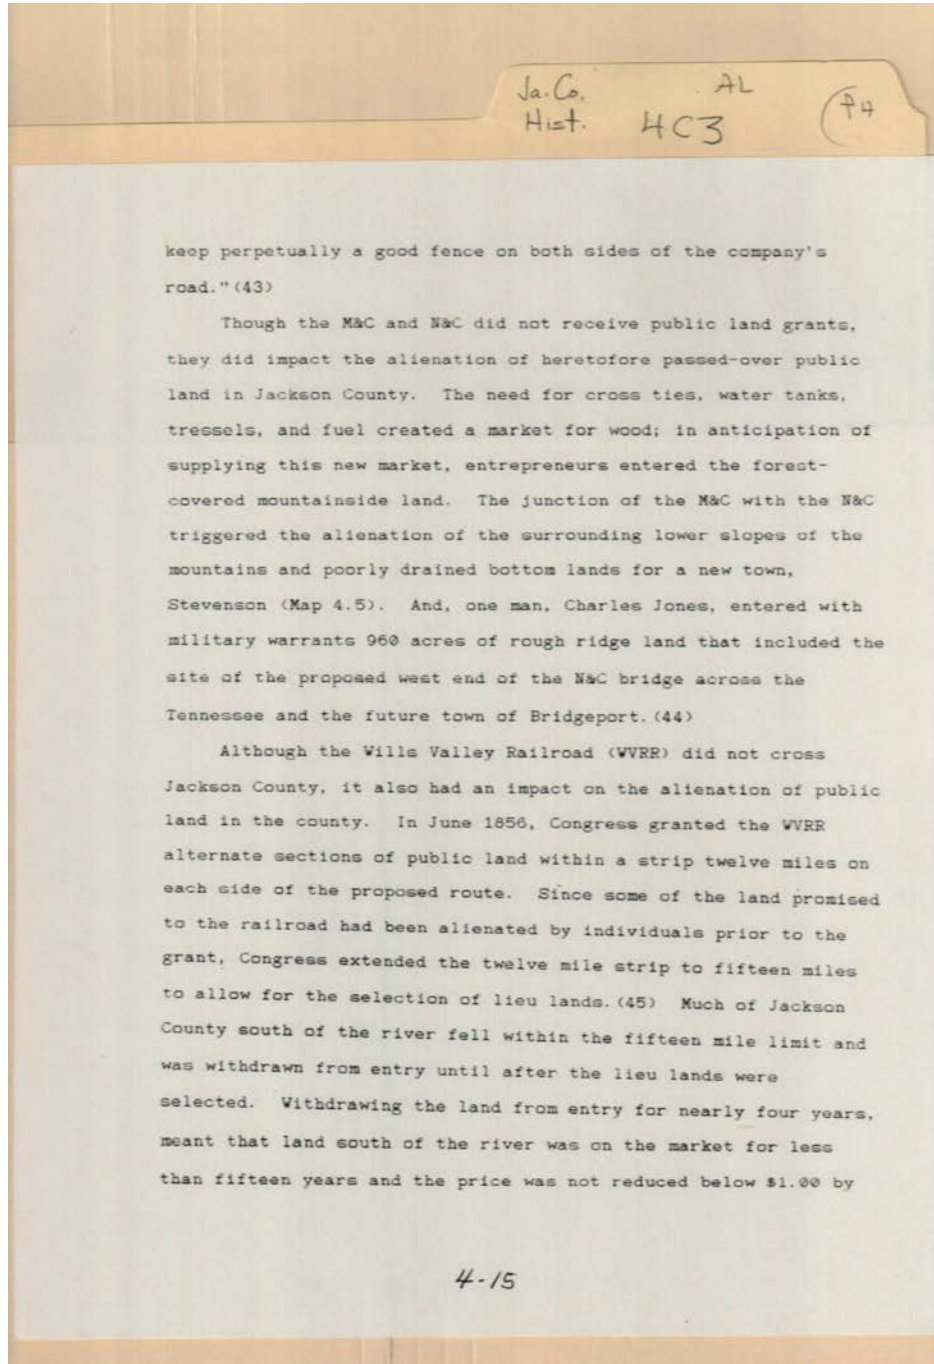 Ja. Co. AL
Hist. 4C3 P4
keep perpetually a good fence on both sides of the company's
road."(43)
Though the M&C and N&C did not receive public land grants,
they did impact the alienation of heretofore passed-over public
land in Jackson County. The need for cross ties, water tanks,
tressels, and fuel created a market for wood; in anticipation of
supplying this new market, entrepreneurs entered the forest-
covered mountainside land. The junction of the M&C with the N&C
triggered the alienation of the surrounding lower slopes of the
mountains and poorly drained bottom lands for a new town,
Stevenson (Map 4.5). And, one man, Charles Jones, entered with
military warrants 960 acres of rough ridge land that included the
site of the proposed west end of the N&C bridge across the
Tennessee and the future town of Bridgeport.(44)
Although the Wills Valley Railroad (WVRR) did not cross
Jackson County, it also had an impact on the alienation of public
land in the county. In June 1856, Congress granted the WVRR
alternate sections of public land within a strip twelve miles on
each side of the proposed route. Since some of the land promised
to the railroad had been alienated by individuals prior to the
grant, Congress extended the twelve mile strip to fifteen miles
to allow for the selection of lieu lands.(45) Much of Jackson
County south of the river fell within the fifteen mile limit and
was withdrawn from entry until after the lieu lands were
selected. Withdrawing the land from entry for nearly four years,
meant that land south of the river was on the market for less
than fifteen years and the price was not reduced below $1.00 by
4-15